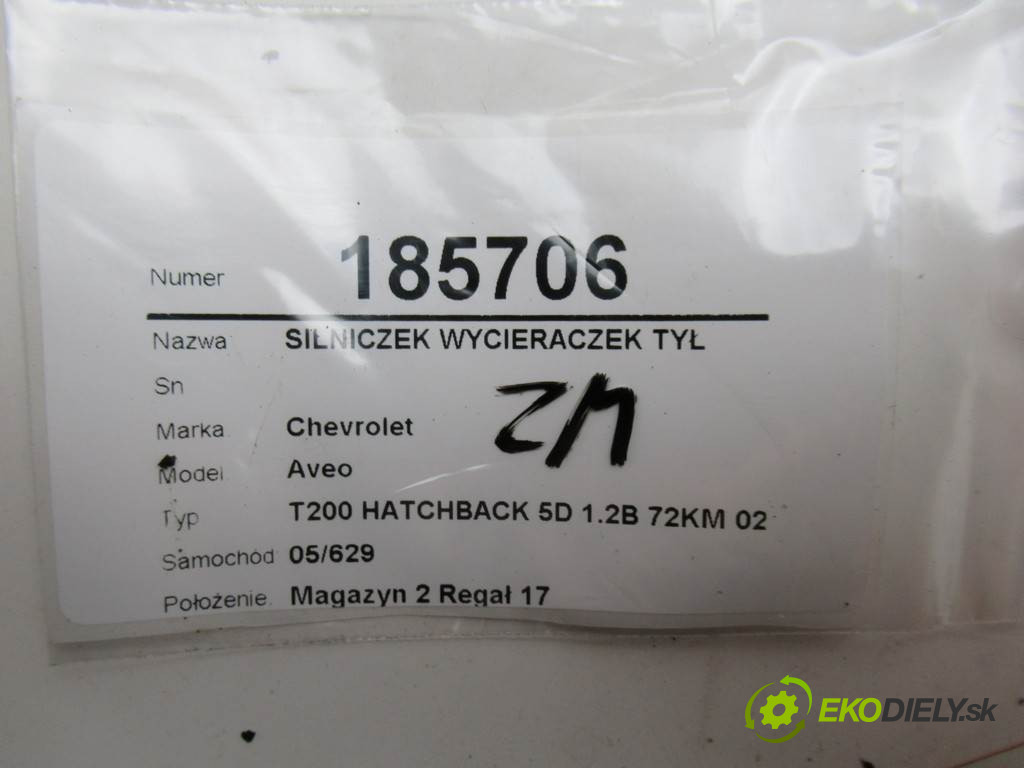 Numer 185706
Nazwa SILNICZEK WYCIERACZEK TYŁ
Sn
ZM
Marka Chevrolet
Model Aveo
Typ T200 HATCHBACK 5D 1.2B 72KM 02
Samochód 05/629
Położenie Magazyn 2 Regał 17
EKODIELY.sk